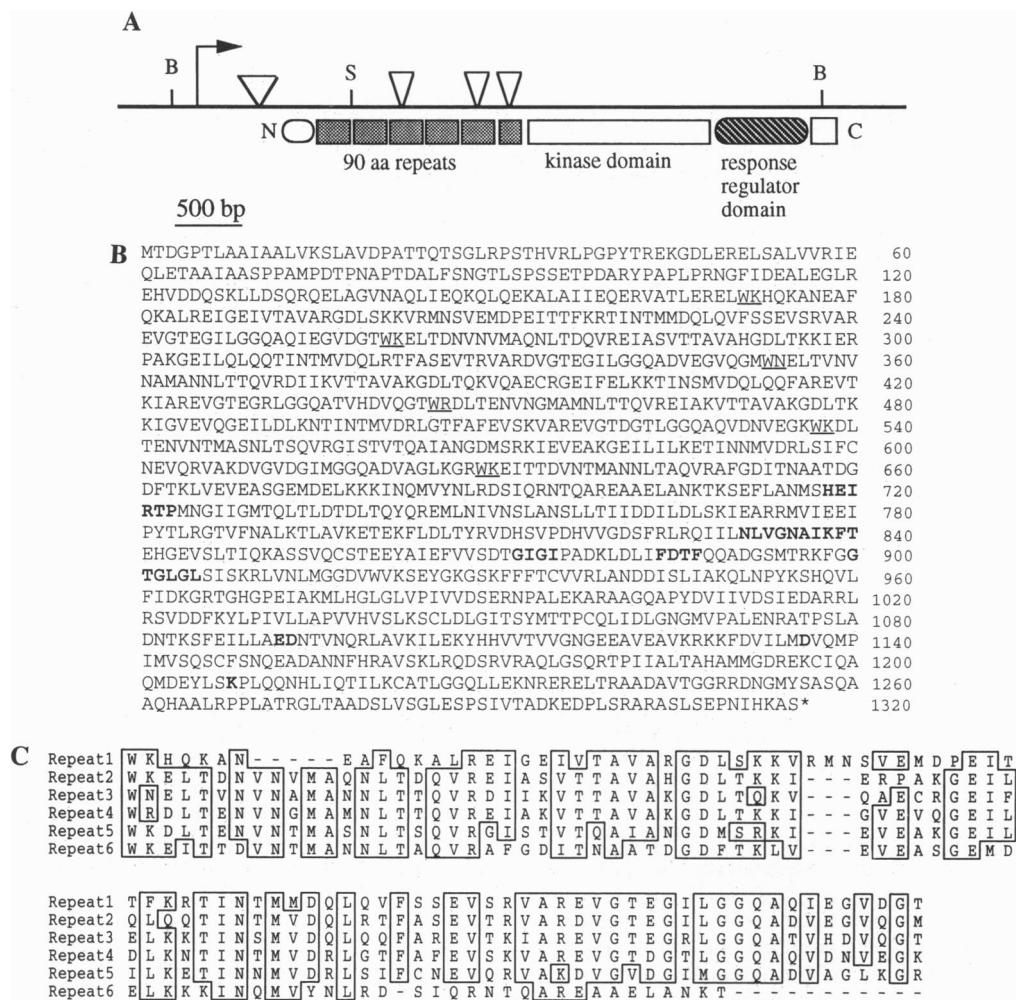 A
B
S
B
N
C
90 aa repeats
kinase domain
response
regulator
domain
500 bp
B
MTDGPTLAAIAALVKSLAVDPATTQTSGLRPSTHVRLPGPYTREKGDLERELSALVVRIE 60
QLETAAIAASPPAMPDTPNAPTDALFSNGTLSPSSETPDARYPAPLPRNGFIDEALEGLR 120
EHVDDQSKLLDSQRQELAGVNAQLIEQKQLQEKALAIIEQERVATLERELWKHQKANEAF 180
QKALREIGEIVTAVARGDLSKKVRMNSVEMDPEITTFKRTINTMMDQLQVFSSEVSRVAR 240
EVGTEGILGGQAQIEGVDGTWKELTDNVNVMAQNLTDQVREIASVTTAVAHGDLTKKIER 300
PAKGEILQLQQTINTMVDQLRTFASEVTRVARDVGTEGILGGQADVEGVQGMWNELTVNV 360
NAMANNLTTQVRDIIKVTTAVAKGDLTQKVQAECRGEIFELKKTINSMVDQLQQFAREVT 420
KIAREVGTEGRLGGQATVHDVQGTWRDLTENVNGMAMNLTTQVREIAKVTTAVAKGDLTK 480
KIGVEVQGEILDLKNTINTMVDRLGTFAFEVSKVAREVGTDGTLGGQAQVDNVEGKWKDL 540
TENVNTMASNLTSQVRGISTVTQAIANGDMSRKIEVEAKGEILILKETINNMVDRLSIFC 600
NEVQRVAKDVGVDGIMGGQADVAGLKGRWKEITTDVNTMANNLTAQVRAFGDITNAATDG 660
DFTKLVEVEASGEMDELKKKINQMVYNLRDSIQRNTQAREAAELANKTKSEFLANMSHEI 720
RTPMNGIIGMTQLTLDTDLTQYQREMLNIVNSLANSLLTIIDDILDLSKIEARRMVIEEI 780
PYTLRGTVFNALKTLAVKETEKFLDLTYRVDHSVPDHVVGDSFRLRQIILNLVGNAIKFT 840
EHGEVSLTIQKASSVQCSTEEYAIEFVVSDTGIGIPADKLDLIFDTFQQADGSMTRKFGG 900
TGLGLSISKRLVNLMGGDVWVKSEYGKGSKFFFTCVVRLANDDISLIAKQLNPYKSHQVL 960
FIDKGRTGHGPEIAKMLHGLGLVPIVVDSERNPALEKARAAGQAPYDVIIVDSIEDARRL 1020
RSVDDFKYLPIVLLAPVVHVSLKSCLDLGITSYMTTPCQLIDLGNGMVPALENRATPSLA 1080
DNTKSFEILLAEDNTVNQRLAVKILEKYHHVVTVVGNGEEAVEAVKRKKFDVILMDVQMP 1140
IMVSQSCFSNQEADANNFHRAVSKLRQDSRVRAQLGSQRTPIIALTAHAMMGDREKCIQA 1200
QMDEYLSKPLQQNHLIQTILKCATLGGQLLEKNRERELTRAADAVTGGRRDNGMYSASQA 1260
AQHAALRPPLATRGLTAADSLVSGLESPSIVTADKEDPLSRARASLSEPNIHKAS* 1320
C
Repeat1 WKHQKAN-----EAFQKALREIGEIVTAVARGDLSKKVRMNSVEMDPEIT
Repeat2 WKELTDNVNVMAQNLTDQVREIASVTTAVAHGDLTKKI---ERPAKGEIL
Repeat3 WNELTVNVNAMANNLTTQVRDIIKVTTAVAKGDLTQKV---QAECRGEIF
Repeat4 WRDLTENVNGMAMNLTTQVREIAKVTTAVAKGDLTKKI---GVEVQGEIL
Repeat5 WKDLTENVNTMASNLTSQVRGISTVTQAIANGDMSRKI---EVEAKGEIL
Repeat6 WKEITTDVNTMANNLTAQVRAFGDITNAATDGDFTKLV---EVEASGEMD
Repeat1 TFKRTINTMMDQLQVFSSEVSRVAREVGTEGILGGQAQIEGVDGT
Repeat2 QLQQTINTMVDQLRTFASEVTRVARDVGTEGILGGQADVEGVQGM
Repeat3 ELKKTINSMVDQLQQFAREVTKIAREVGTEGRLGGQATVHDVQGT
Repeat4 DLKNTINTMVDRLGTFAFEVSKVAREVGTDGTLGGQAQVDNVEGK
Repeat5 ILKETINNMVDRLSIFCNEVQRVAKDVGVDGIMGGQADVAGLKGR
Repeat6 ELKKKINQMVYNLRD-SIQRNTQAREAAELANKT-----------